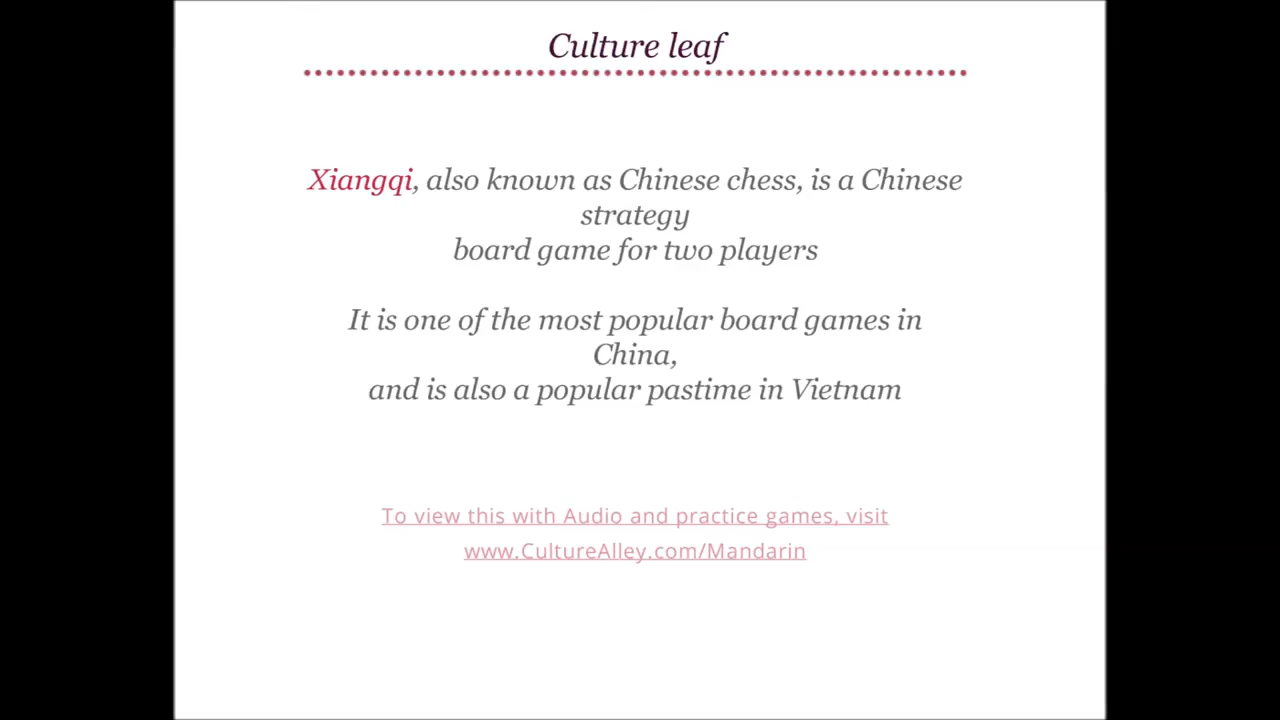 Culture leaf
Xiangqi, also known as Chinese chess, is a Chinese
strategy
board game for two players
It is one of the most popular board games in
China,
and is also a popular pastime in Vietnam
To view this with Audio and practice games, visit
www.CultureAlley.com/Mandarin